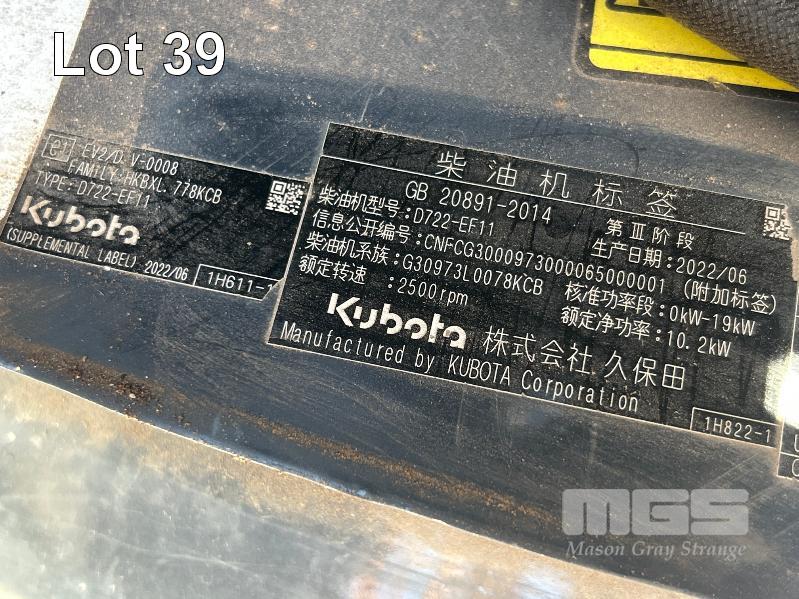 Lot 39
e1 EV2/D V-0008
FAMILY:HKBXL.778KCB
TYPE:D722-EF11
Kubota
(SUPPLEMENTAL LABEL) 2022/06
1H611-1
柴油机标签
GB 20891-2014 第Ⅲ阶段
柴油机型号:D722-EF11 生产日期:2022/06
信息公开编号:CNFCG3000973000065000001 (附加标签)
柴油机系族:G30973L0078KCB 核准功率段:0kW-19kW
额定转速:2500rpm 额定净功率:10.2kW
Kubota 株式会社 久保田
Manufactured by KUBOTA Corporation
1H822-1
MGS
Mason Gray Strange